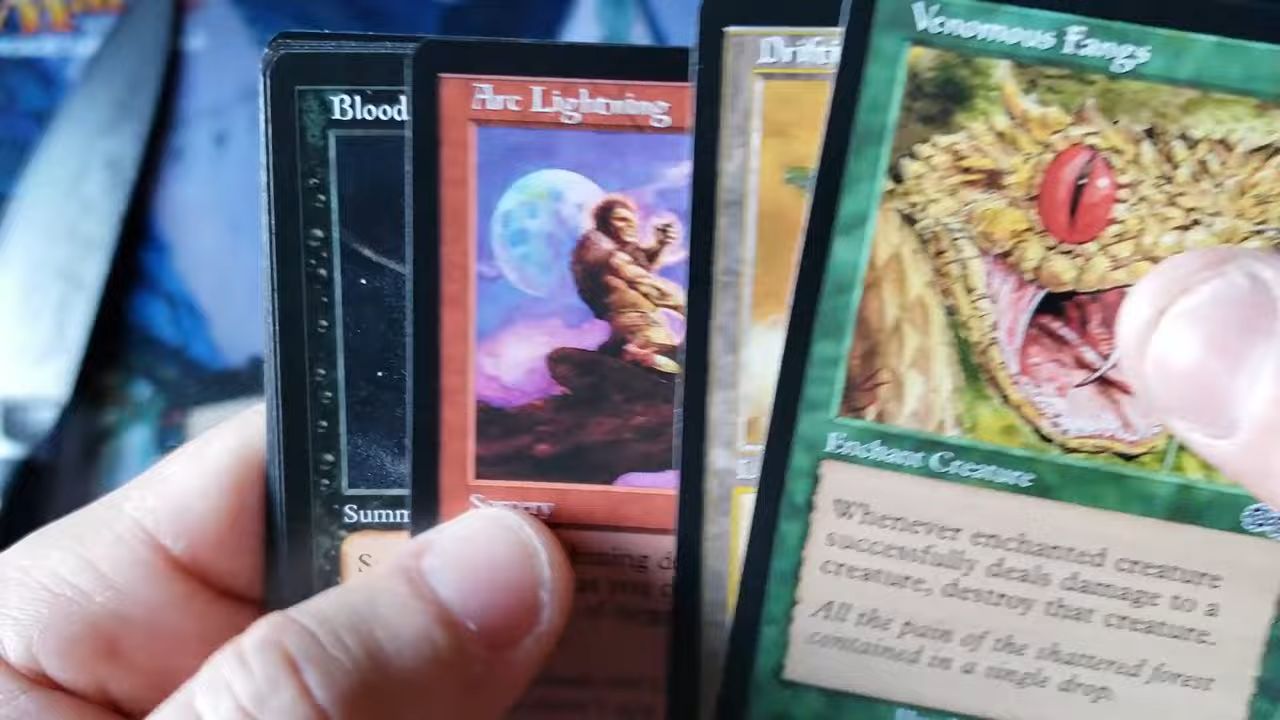 Blood
Summ
S
Arc Lightning
Sorcery
Drifti
Venomous Fangs
Enchant Creature
Whenever enchanted creature
successfully deals damage to a
creature, destroy that creature.
All the pain of the shattered forest
contained in a single drop.